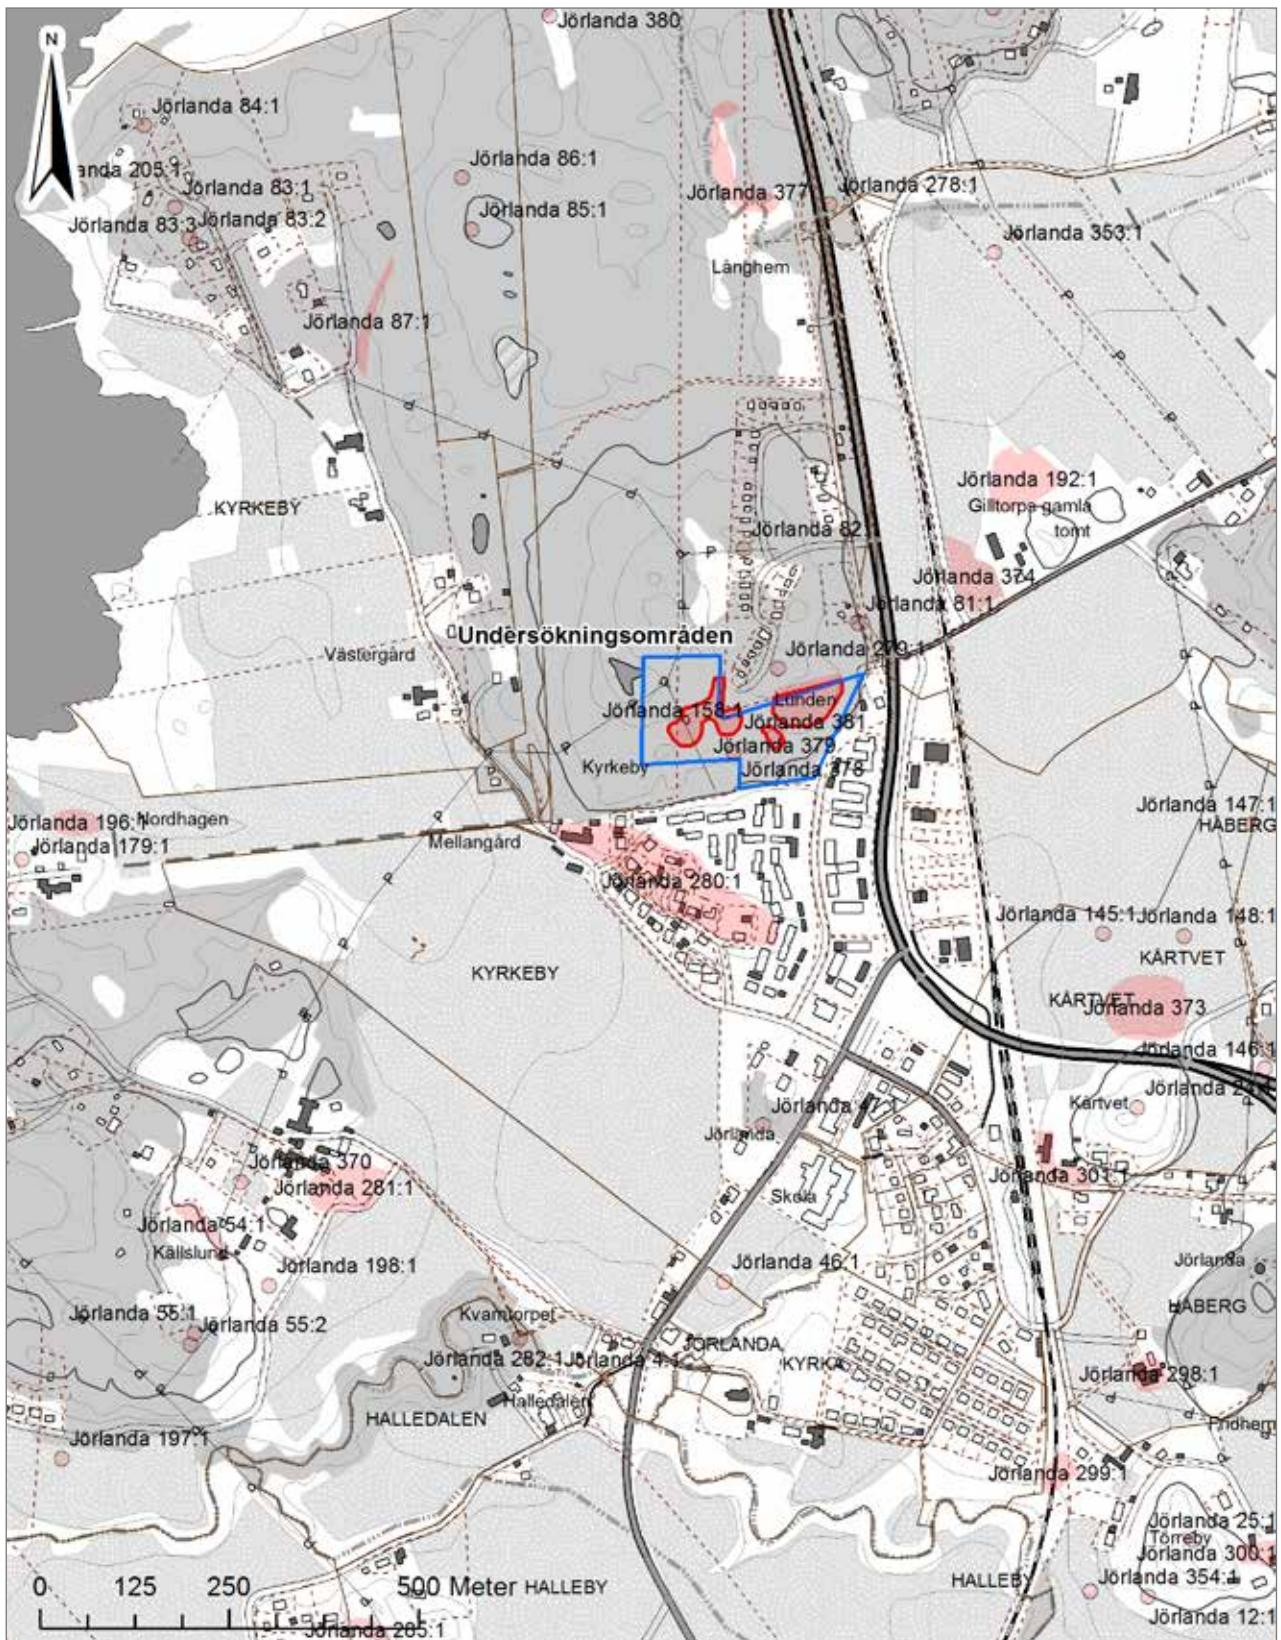 Jörlanda 380
N
Jörlanda 84:1
Jörlanda 86:1
anda 205:1
Jörlanda 83:1
Jörlanda 377
Jörlanda 278:1
Jörlanda 85:1
Jörlanda 83:3
Jörlanda 83:2
Jörlanda 353:1
Långhem
Jörlanda 87:1
Jörlanda 192:1
KYRKEBY
Gilltorps gamla
tomt
Jörlanda 82:
Jörlanda 374
Jörlanda 81:1
Undersökningsområden
Västergård
Jörlanda 279:1
Lunden
Jörlanda 158:1
Jörlanda 381
Jörlanda 379
Kyrkeby
Jörlanda 378
Jörlanda 147:1
HABERG
Jörlanda 196:1
Nordhagen
Jörlanda 179:1
Mellangård
Jörlanda 280:1
Jörlanda 145:1
Jörlanda 148:1
KÅRTVET
KYRKEBY
KÅRTVET
Jörlanda 373
Jörlanda 146:1
Kårtvet
Jörlanda 47:1
Jörlanda
Jörlanda 370
Jörlanda 301:1
Jörlanda 281:1
Skola
Jörlanda 54:1
Källslund
Jörlanda 198:1
Jörlanda 46:1
Jörlanda
HABERG
Jörlanda 55:1
Jörlanda 55:2
Kvarntorpet
JÖRLANDA
KYRKA
Jörlanda 282:1
Jörlanda 4:1
Jörlanda 298:1
Halledalen
HALLEDALEN
Fridhem
Jörlanda 197:1
Jörlanda 299:1
Jörlanda 25:1
Törreby
Jörlanda 300:1
0 125 250 500 Meter
HALLEBY
HALLEBY
Jörlanda 354:1
Jörlanda 12:1
Jörlanda 285:1